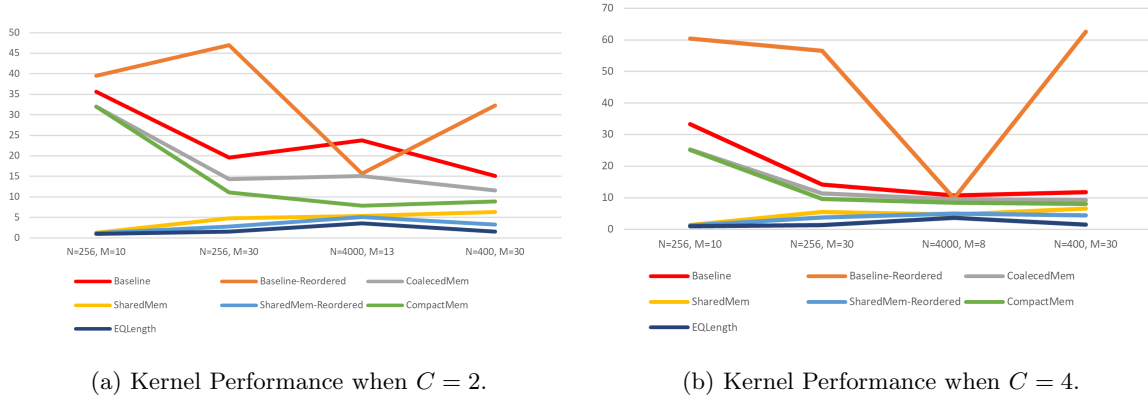 50
45
40
35
30
25
20
15
10
5
0
N=256, M=10 N=256, M=30 N=4000, M=13 N=400, M=30
Baseline Baseline-Reordered CoalecedMem
SharedMem SharedMem-Reordered CompactMem
EQLength
(a) Kernel Performance when C = 2.
70
60
50
40
30
20
10
0
N=256, M=10 N=256, M=30 N=4000, M=8 N=400, M=30
Baseline Baseline-Reordered CoalecedMem
SharedMem SharedMem-Reordered CompactMem
EQLength
(b) Kernel Performance when C = 4.